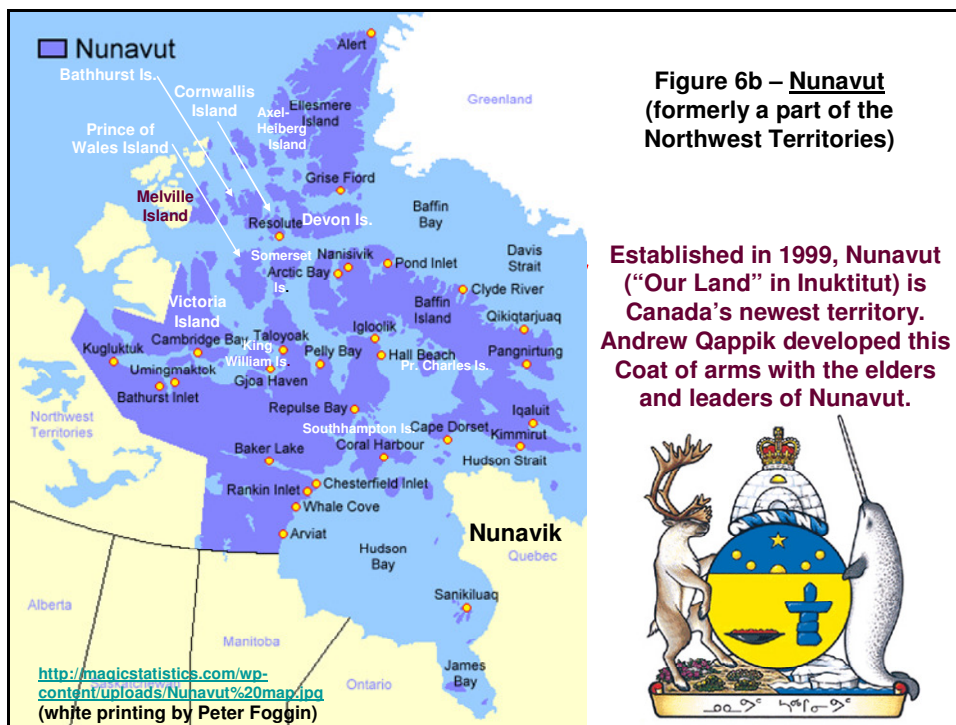 Nunavut
Bathhurst Is.
Cornwallis
Island
Prince of
Wales Island
Axel-
Helberg
Island
Alert
Ellesmere
Island
Greenland
Grise Fiord
Melville
Island
Resolute
Devon Is.
Baffin
Bay
Somerset
Is.
Nanisivik
Arctic Bay
Pond Inlet
Davis
Strait
Clyde River
Victoria
Island
Baffin
Island
Qikiqtarjuaq
Cambridge Bay
Taloyoak
Igloolik
Kugluktuk
King
William Is.
Pelly Bay
Hall Beach
Pangnirtung
Pr. Charles Is.
Umingmaktok
Bathurst Inlet
Gjoa Haven
Repulse Bay
Iqaluit
Northwest
Territories
Southhampton Is.
Cape Dorset
Kimmirut
Baker Lake
Coral Harbour
Hudson Strait
Chesterfield Inlet
Rankin Inlet
Whale Cove
Nunavik
Arviat
Hudson
Bay
Quebec
Alberta
Sanikiluaq
Manitoba
James
Bay
Saskatchewan
Ontario
http://magicstatistics.com/wp-
content/uploads/Nunavut%20map.jpg
(white printing by Peter Foggin)
Figure 6b – Nunavut
(formerly a part of the
Northwest Territories)
Established in 1999, Nunavut
(“Our Land” in Inuktitut) is
Canada’s newest territory.
Andrew Qappik developed this
Coat of arms with the elders
and leaders of Nunavut.